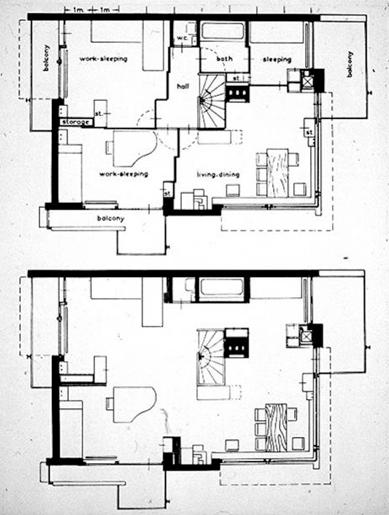 1m 1m
w.c.
work-sleeping
bath
sleeping
balcony
balcony
st.
hall
st.
storage
st
work-sleeping
living-dining
st
balcony